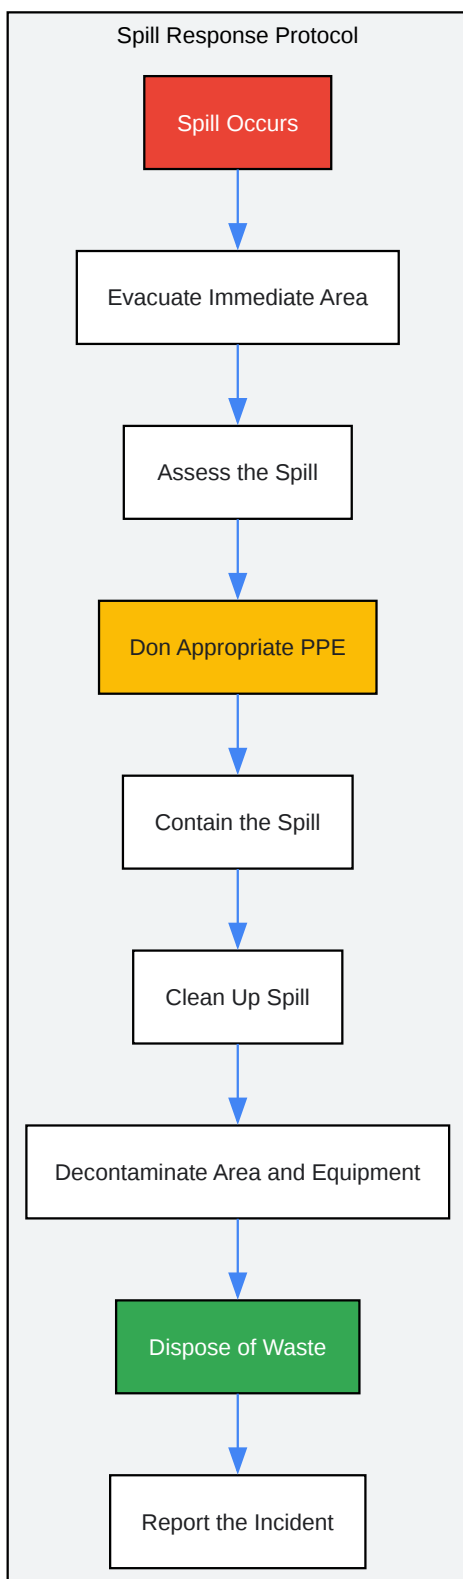 Spill Response Protocol
Spill Occurs
Evacuate Immediate Area
Assess the Spill
Don Appropriate PPE
Contain the Spill
Clean Up Spill
Decontaminate Area and Equipment
Dispose of Waste
Report the Incident